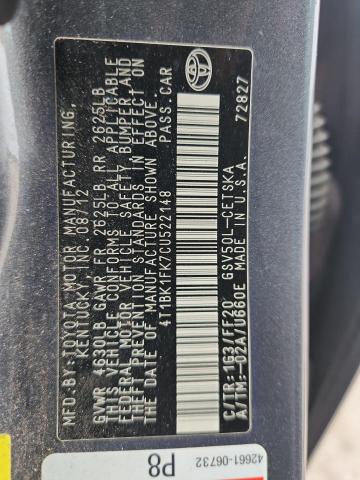 MFD.BY:TOYOTA MOTOR MANUFACTURING,
KENTUCKY, INC. 08/12
GVWR 4630LB GAWR FR 2625LB RR 2625LB
THIS VEHICLE CONFORMS TO ALL APPLICABLE
FEDERAL MOTOR VEHICLE SAFETY, BUMPER, AND
THEFT PREVENTION STANDARDS IN EFFECT ON
THE DATE OF MANUFACTURE SHOWN ABOVE.
4T1BK1FK7CU522148 PASS.CAR
C/TR:1G3/FF20 GSV50L-CETSKA
A/TM:-02A/U660E MADE IN U.S.A.
72827
TOYOTA
42661-06732
P8